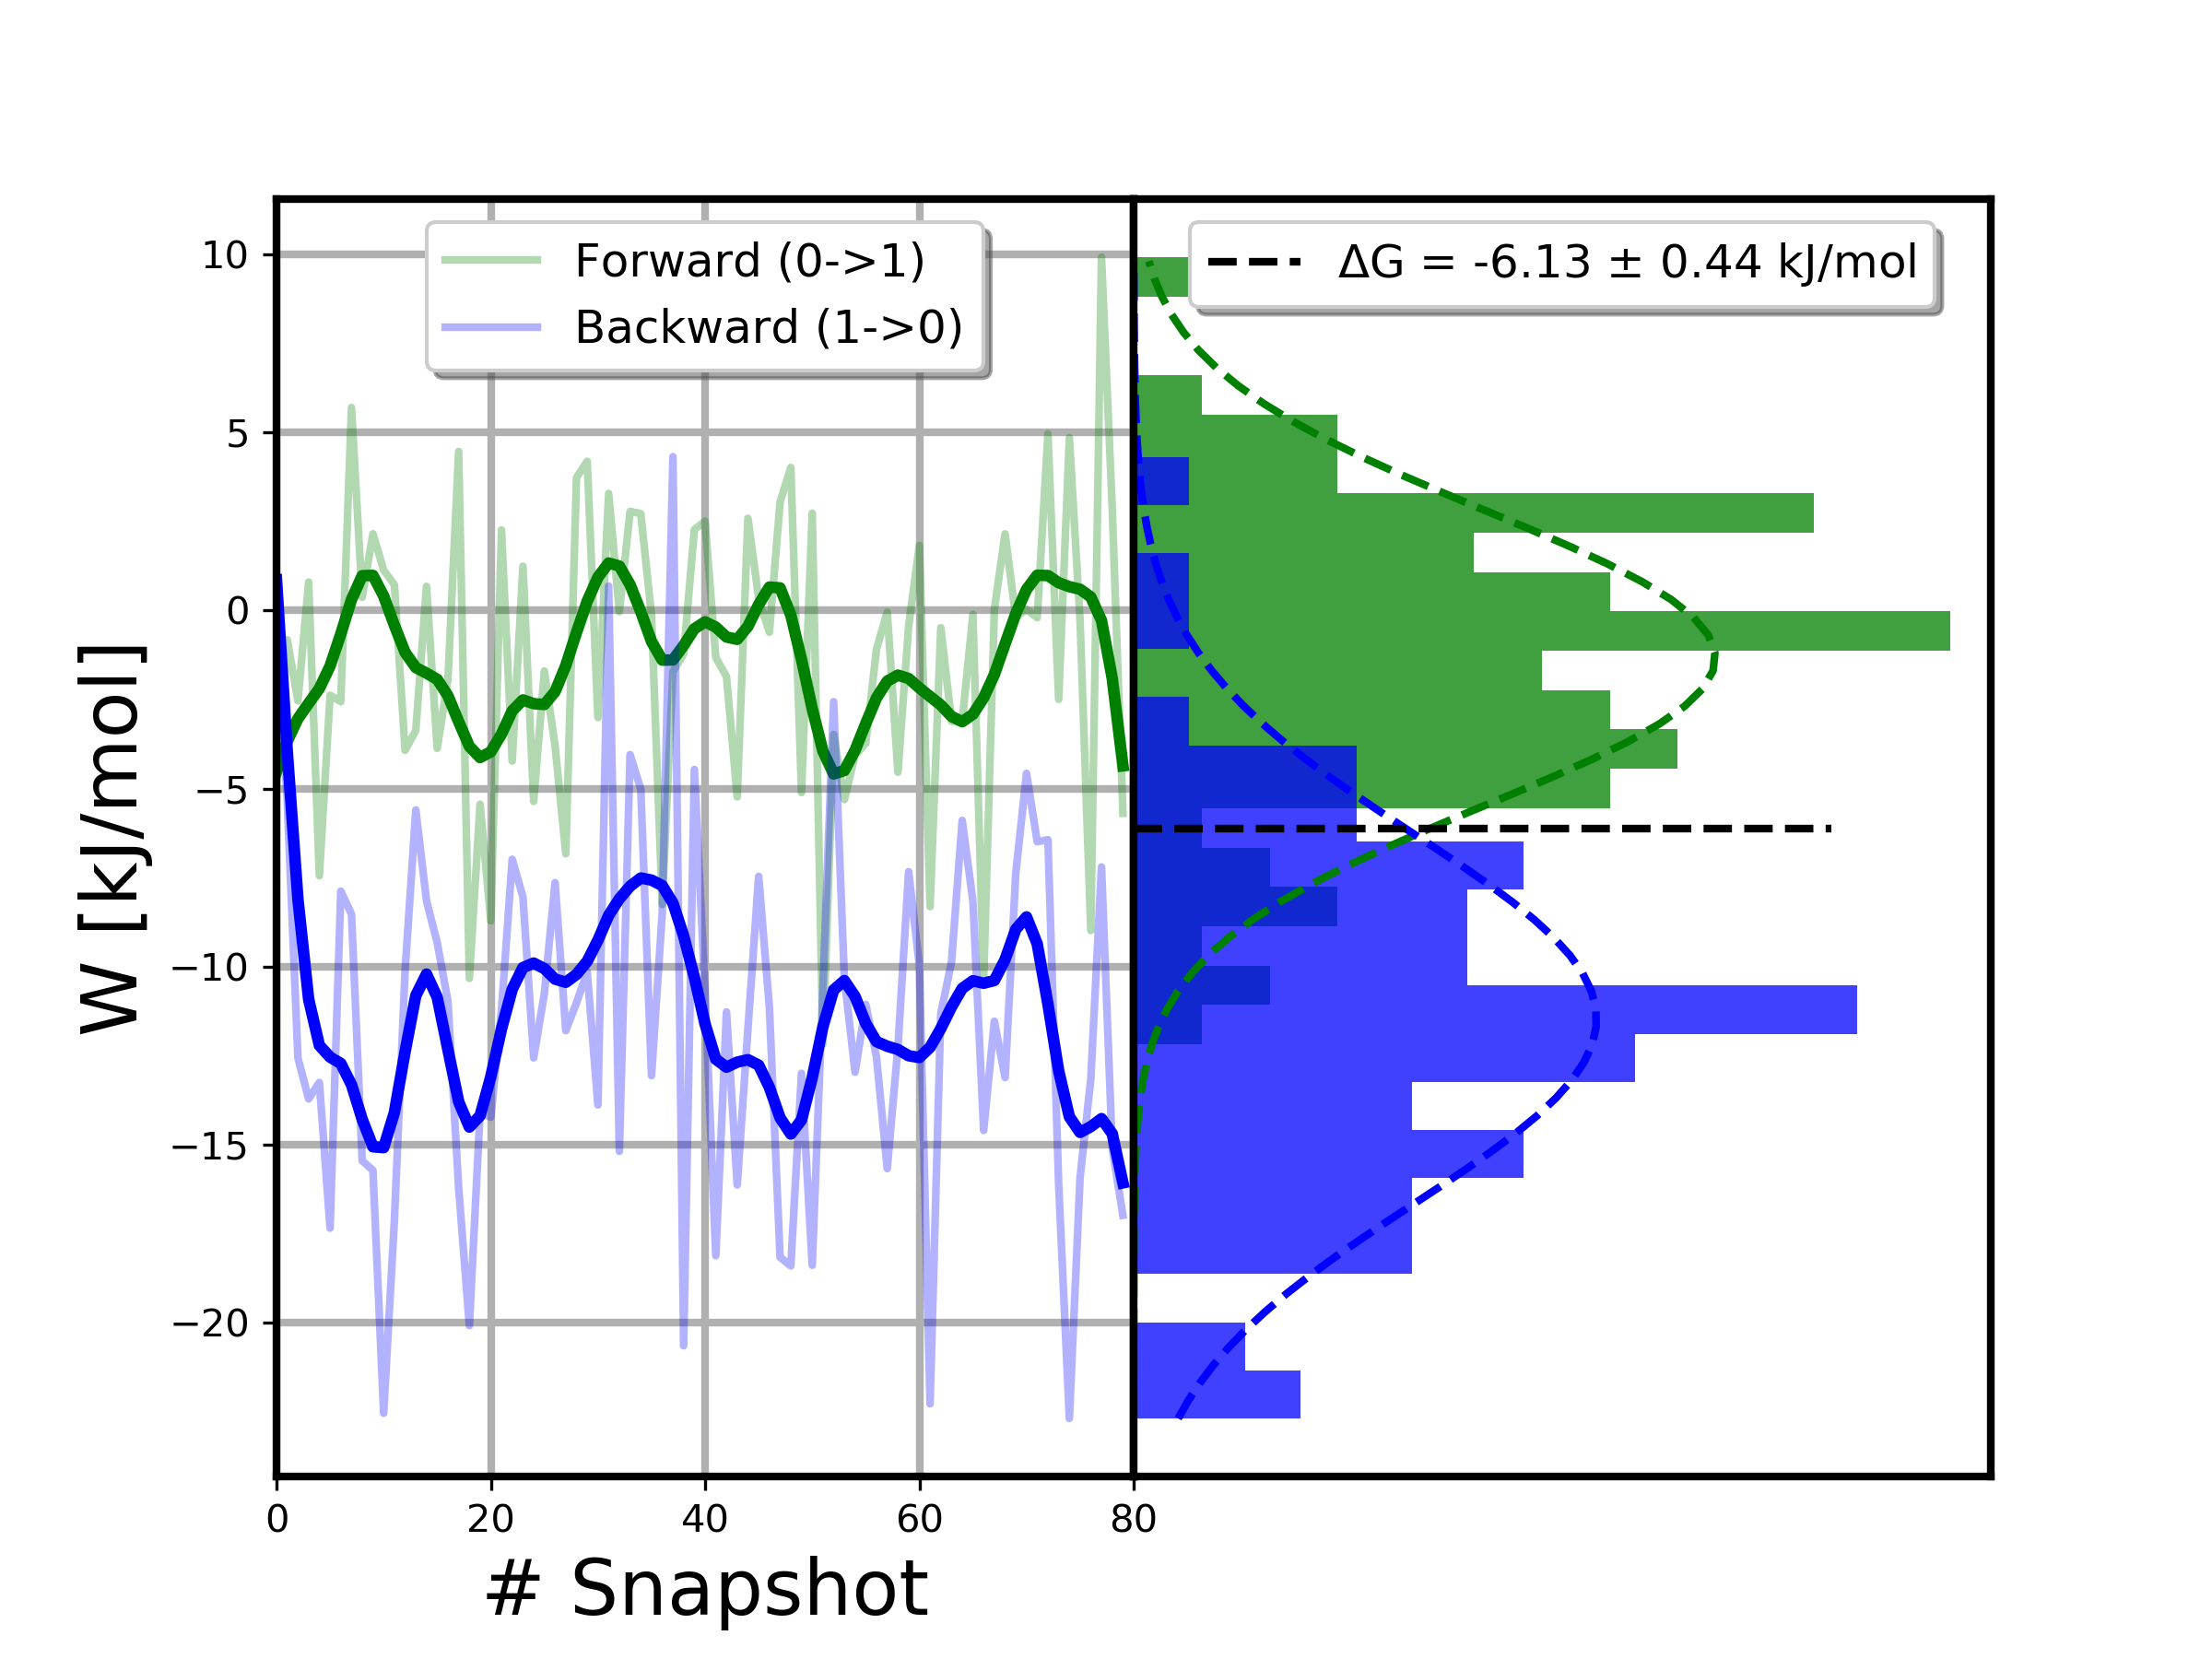 Forward (0->1)
Backward (1->0)
ΔG = -6.13 ± 0.44 kJ/mol
10
5
0
−5
−10
−15
−20
W [kJ/mol]
0 20 40 60 80
# Snapshot